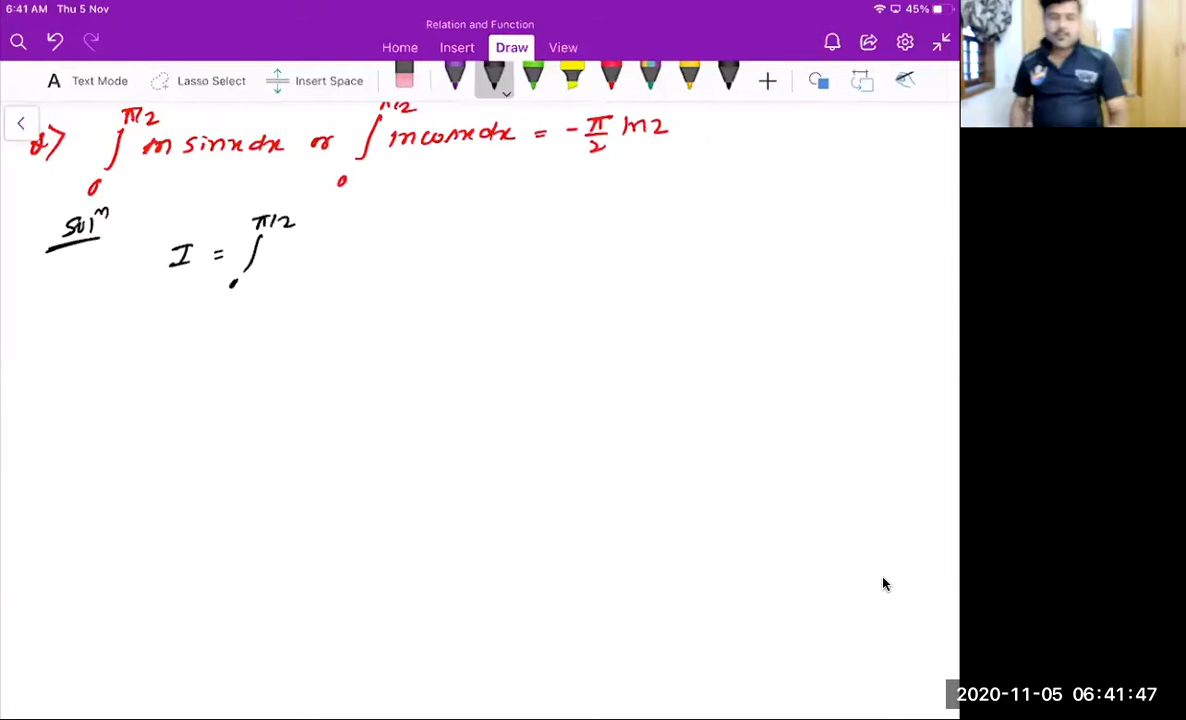 6:41 AM Thu 5 Nov
45%
Relation and Function
Home Insert Draw View
A Text Mode Lasso Select Insert Space
∫₀^{π/2} ln sinx dx or ∫₀^{π/2} ln cosx dx = -π/2 ln2
Solⁿ
I = ∫₀^{π/2}
2020-11-05 06:41:47